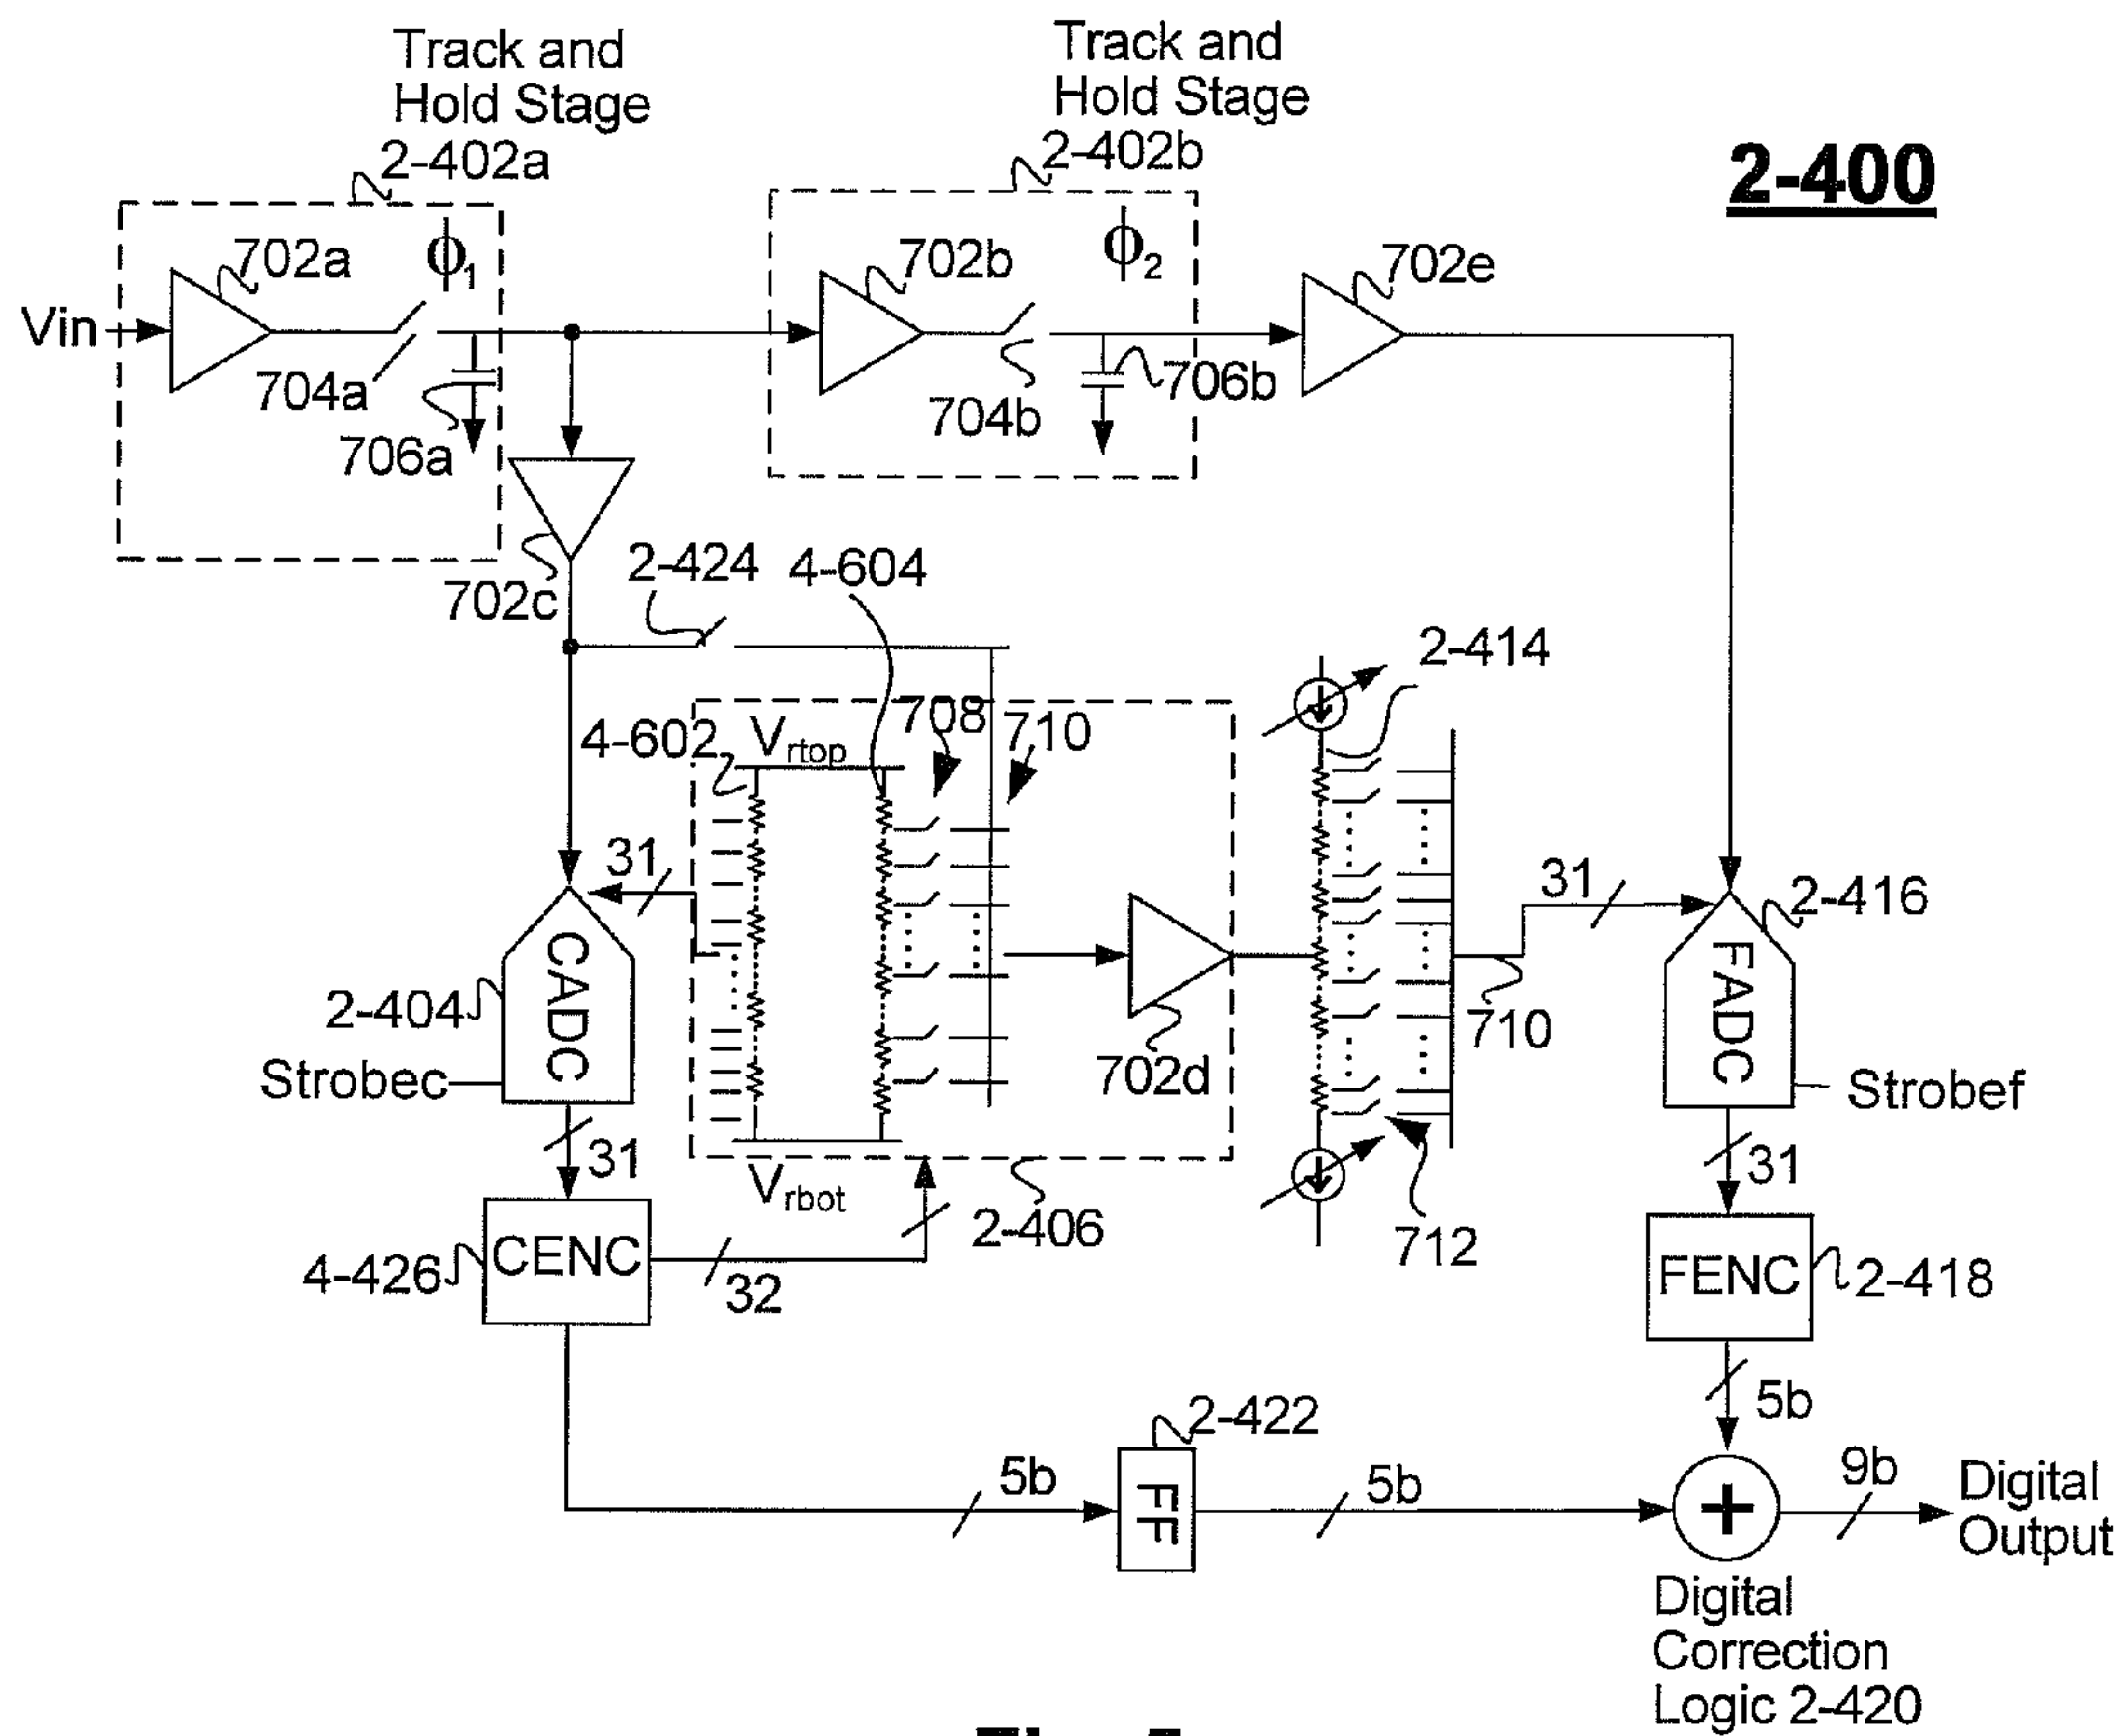 Track and
Hold Stage
2-402a
Track and
Hold Stage
2-402b
2-400
Vin
702a
ϕ1
704a
706a
702b
ϕ2
704b
706b
702e
702c
2-424
4-604
2-414
4-602
Vrtop
708
710
31
CADC
2-404
Strobec
31
702d
Vrbot
2-406
31
710
712
2-416
FADC
Strobef
31
4-426
CENC
32
FENC
2-418
5b
5b
2-422
FF
5b
+
9b
Digital
Output
Digital
Correction
Logic 2-420